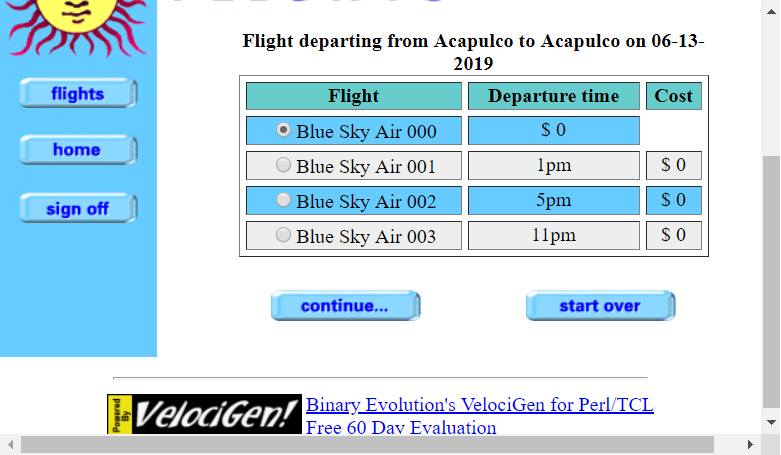 Flight departing from Acapulco to Acapulco on 06-13-
2019
flights
home
sign off
Flight Departure time Cost
Blue Sky Air 000 $ 0
Blue Sky Air 001 1pm $ 0
Blue Sky Air 002 5pm $ 0
Blue Sky Air 003 11pm $ 0
continue... start over
Powered By VelociGen!
Binary Evolution's VelociGen for Perl/TCL
Free 60 Day Evaluation